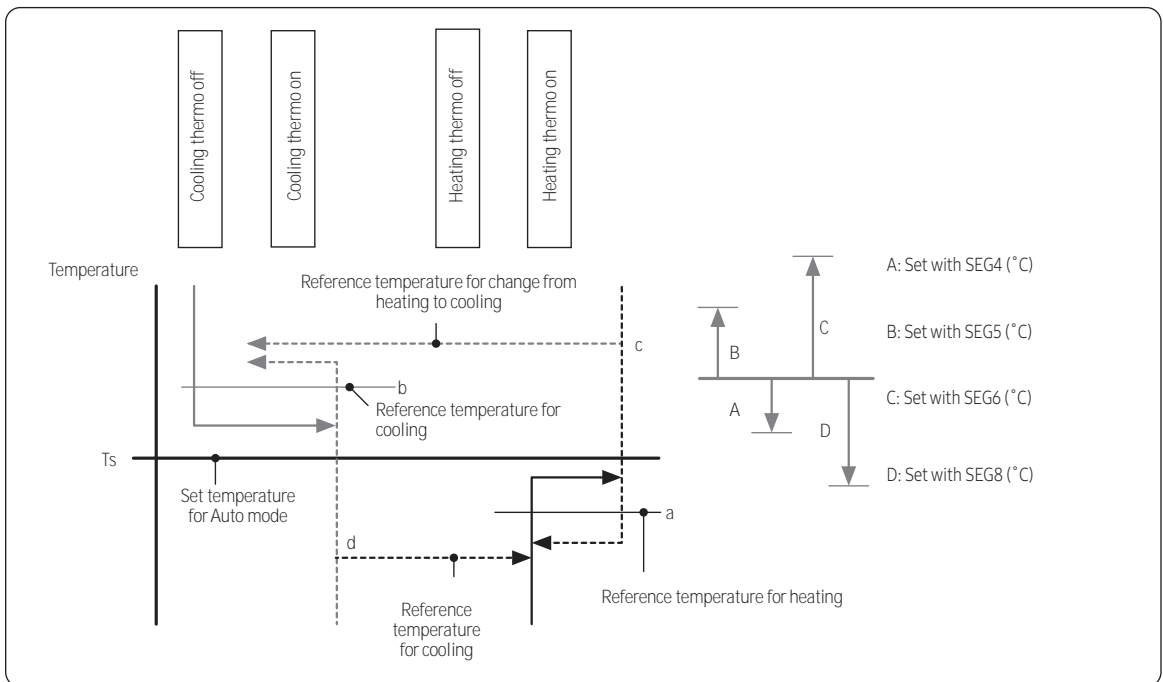 Cooling thermo off
Cooling thermo on
Heating thermo off
Heating thermo on
Temperature
Reference temperature for change from
heating to cooling
c
b
Reference temperature for
cooling
Ts
Set temperature
for Auto mode
a
d
Reference temperature for heating
Reference
temperature
for cooling
B
C
A
D
A: Set with SEG4 (˚C)
B: Set with SEG5 (˚C)
C: Set with SEG6 (˚C)
D: Set with SEG8 (˚C)